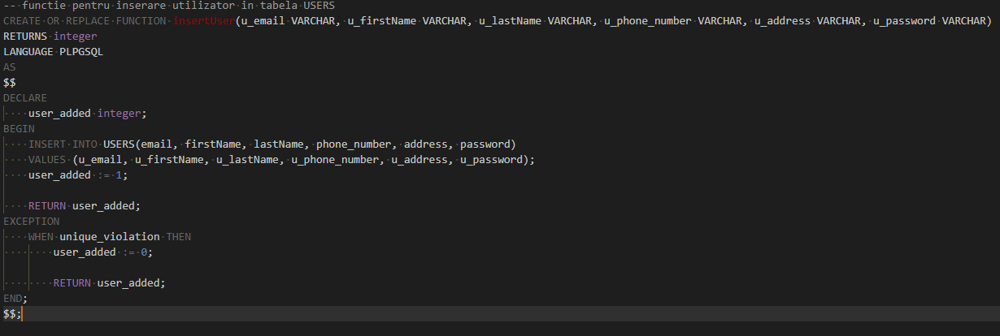 -- functie pentru inserare utilizator in tabela USERS
CREATE OR REPLACE FUNCTION insertUser(u_email VARCHAR, u_firstName VARCHAR, u_lastName VARCHAR, u_phone_number VARCHAR, u_address VARCHAR, u_password VARCHAR)
RETURNS integer
LANGUAGE PLPGSQL
AS
$$
DECLARE
    user_added integer;
BEGIN
    INSERT INTO USERS(email, firstName, lastName, phone_number, address, password)
    VALUES (u_email, u_firstName, u_lastName, u_phone_number, u_address, u_password);
    user_added := 1;

    RETURN user_added;
EXCEPTION
    WHEN unique_violation THEN
        user_added := 0;

        RETURN user_added;
END;
$$;